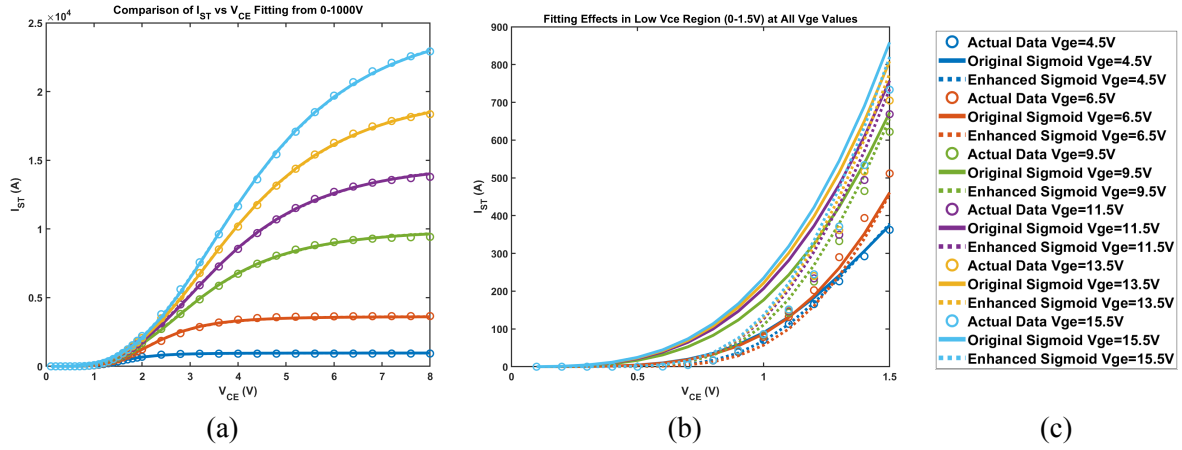 Comparison of I_ST vs V_CE Fitting from 0-1000V
2.5 ×10^4
2
1.5
1
0.5
0
I_ST (A)
0 1 2 3 4 5 6 7 8
V_CE (V)
(a)
Fitting Effects in Low Vce Region (0-1.5V) at All Vge Values
900
800
700
600
500
400
300
200
100
0
I_ST (A)
0 0.5 1 1.5
V_CE (V)
(b)
Actual Data Vge=4.5V
Original Sigmoid Vge=4.5V
Enhanced Sigmoid Vge=4.5V
Actual Data Vge=6.5V
Original Sigmoid Vge=6.5V
Enhanced Sigmoid Vge=6.5V
Actual Data Vge=9.5V
Original Sigmoid Vge=9.5V
Enhanced Sigmoid Vge=9.5V
Actual Data Vge=11.5V
Original Sigmoid Vge=11.5V
Enhanced Sigmoid Vge=11.5V
Actual Data Vge=13.5V
Original Sigmoid Vge=13.5V
Enhanced Sigmoid Vge=13.5V
Actual Data Vge=15.5V
Original Sigmoid Vge=15.5V
Enhanced Sigmoid Vge=15.5V
(c)